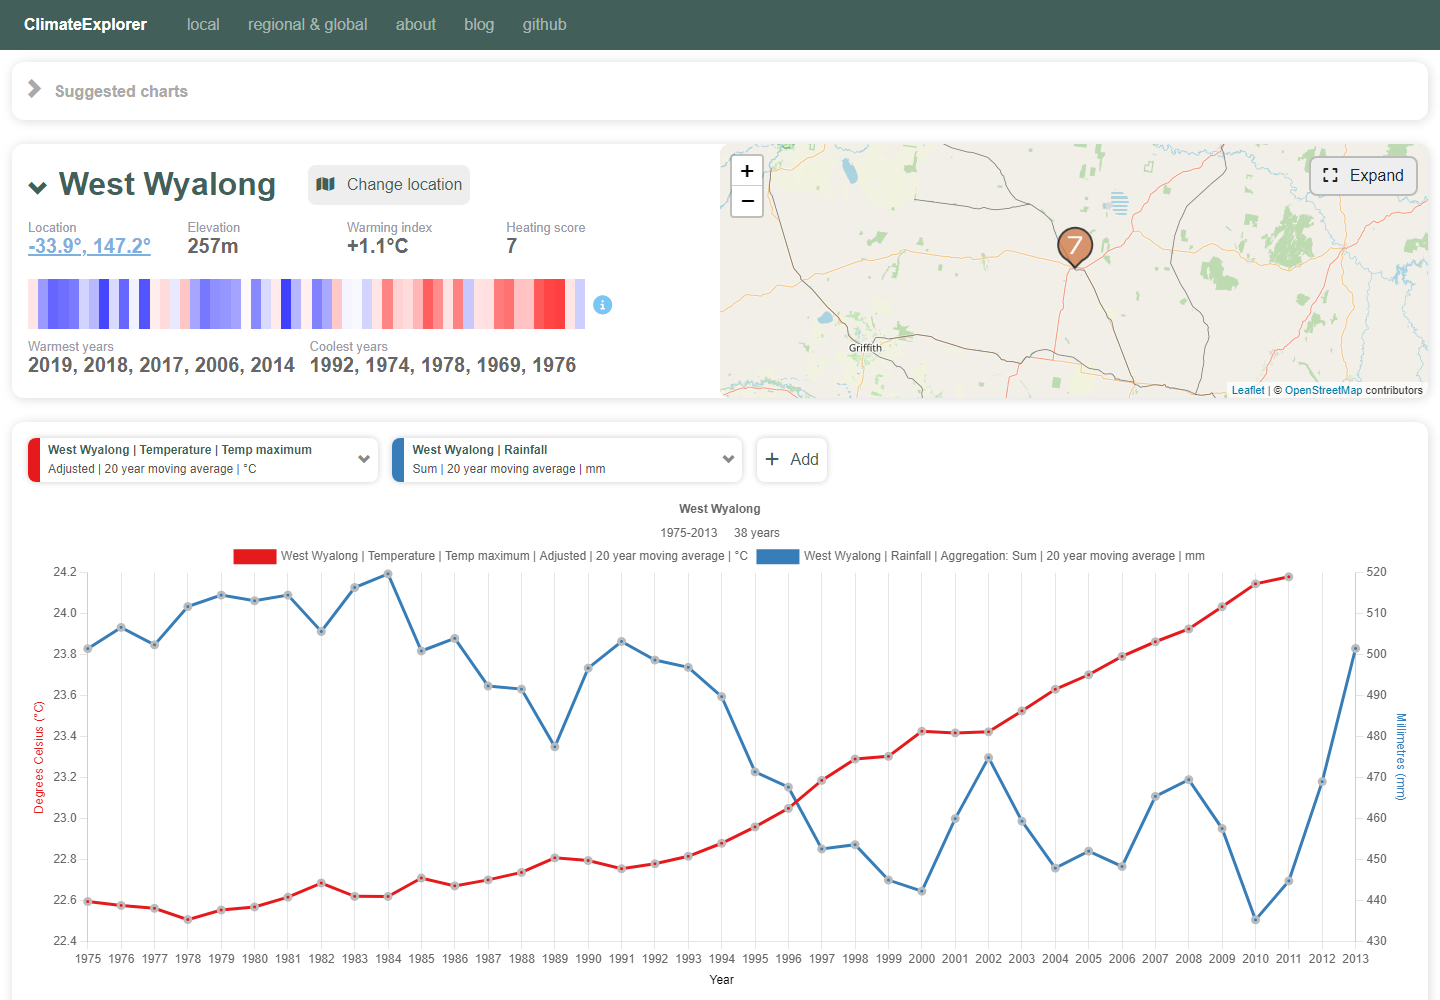 ClimateExplorer local regional & global about blog github
Suggested charts
West Wyalong
Change location
Location Elevation Warming index Heating score
-33.9°, 147.2° 257m +1.1°C 7
Warmest years Coolest years
2019, 2018, 2017, 2006, 2014 1992, 1974, 1978, 1969, 1976
+
−
Expand
7
Griffith
Leaflet | © OpenStreetMap contributors
West Wyalong | Temperature | Temp maximum
Adjusted | 20 year moving average | °C
West Wyalong | Rainfall
Sum | 20 year moving average | mm
+ Add
West Wyalong
1975-2013 38 years
West Wyalong | Temperature | Temp maximum | Adjusted | 20 year moving average | °C West Wyalong | Rainfall | Aggregation: Sum | 20 year moving average | mm
24.2 520
24.0 510
23.8 500
23.6 490
23.4 480
23.2 470
23.0 460
22.8 450
22.6 440
22.4 430
Degrees Celsius (°C)
Millimetres (mm)
1975 1976 1977 1978 1979 1980 1981 1982 1983 1984 1985 1986 1987 1988 1989 1990 1991 1992 1993 1994 1995 1996 1997 1998 1999 2000 2001 2002 2003 2004 2005 2006 2007 2008 2009 2010 2011 2012 2013
Year